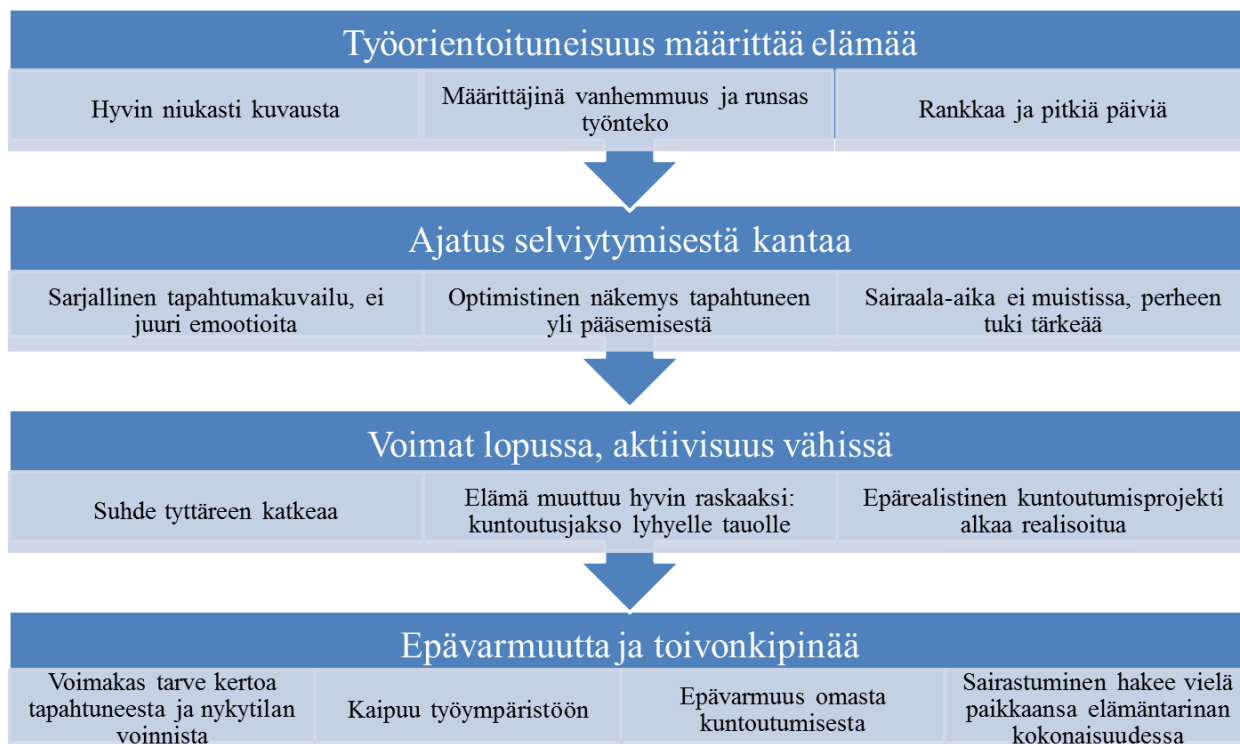 Työorientoituneisuus määrittää elämää
Hyvin niukasti kuvausta
Määrittäjinä vanhemmuus ja runsas
työnteko
Rankkaa ja pitkiä päiviä
Ajatus selviytymisestä kantaa
Sarjallinen tapahtumakuvailu, ei
juuri emootioita
Optimistinen näkemys tapahtuneen
yli pääsemisestä
Sairaala-aika ei muistissa, perheen
tuki tärkeää
Voimat lopussa, aktiivisuus vähissä
Suhde tyttäreen katkeaa
Elämä muuttuu hyvin raskaaksi:
kuntoutusjakso lyhyelle tauolle
Epärealistinen kuntoutumisprojekti
alkaa realisoitua
Epävarmuutta ja toivonkipinää
Voimakas tarve kertoa
tapahtuneesta ja nykytilan
voinnista
Kaipuu työympäristöön
Epävarmuus omasta
kuntoutumisesta
Sairastuminen hakee vielä
paikkaansa elämäntarinan
kokonaisuudessa